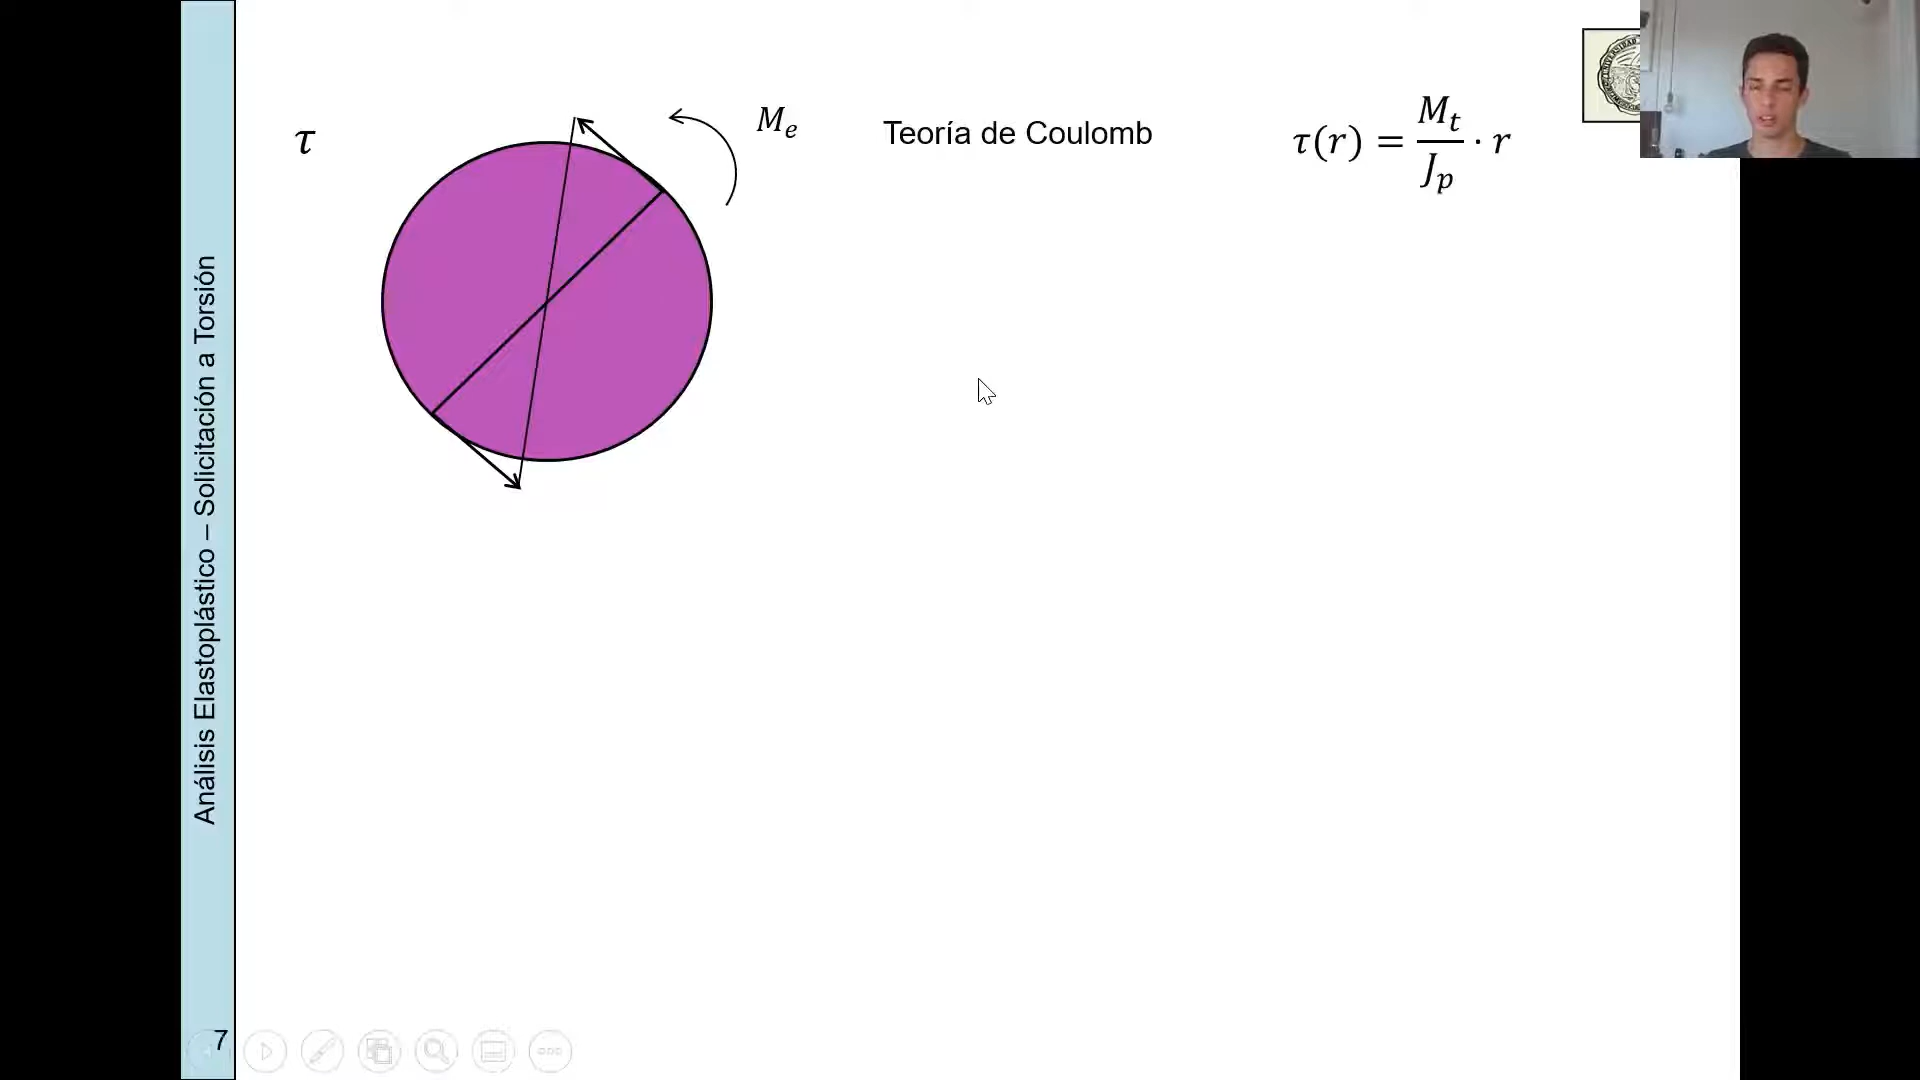 τ
M_e
Teoría de Coulomb
τ(r) = M_t / J_p · r
Análisis Elastoplástico – Solicitación a Torsión
7